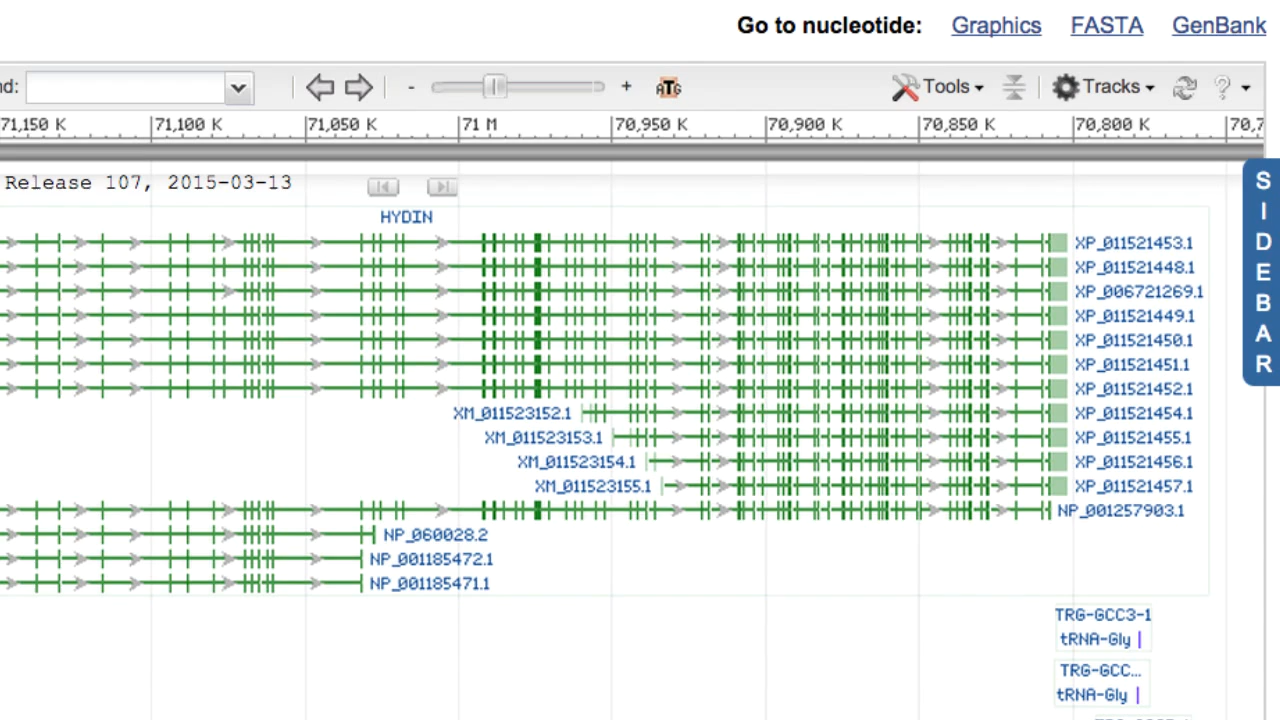 Go to nucleotide: Graphics FASTA GenBank
nd: - + ATG Tools Tracks ?
71,150 K 71,100 K 71,050 K 71 M 70,950 K 70,900 K 70,850 K 70,800 K 70,7
Release 107, 2015-03-13
HYDIN
XP_011521453.1
XP_011521448.1
XP_006721269.1
XP_011521449.1
XP_011521450.1
XP_011521451.1
XP_011521452.1
XM_011523152.1 XP_011521454.1
XM_011523153.1 XP_011521455.1
XM_011523154.1 XP_011521456.1
XM_011523155.1 XP_011521457.1
NP_001257903.1
NP_060028.2
NP_001185472.1
NP_001185471.1
TRG-GCC3-1
tRNA-Gly
TRG-GCC...
tRNA-Gly
SIDEBAR